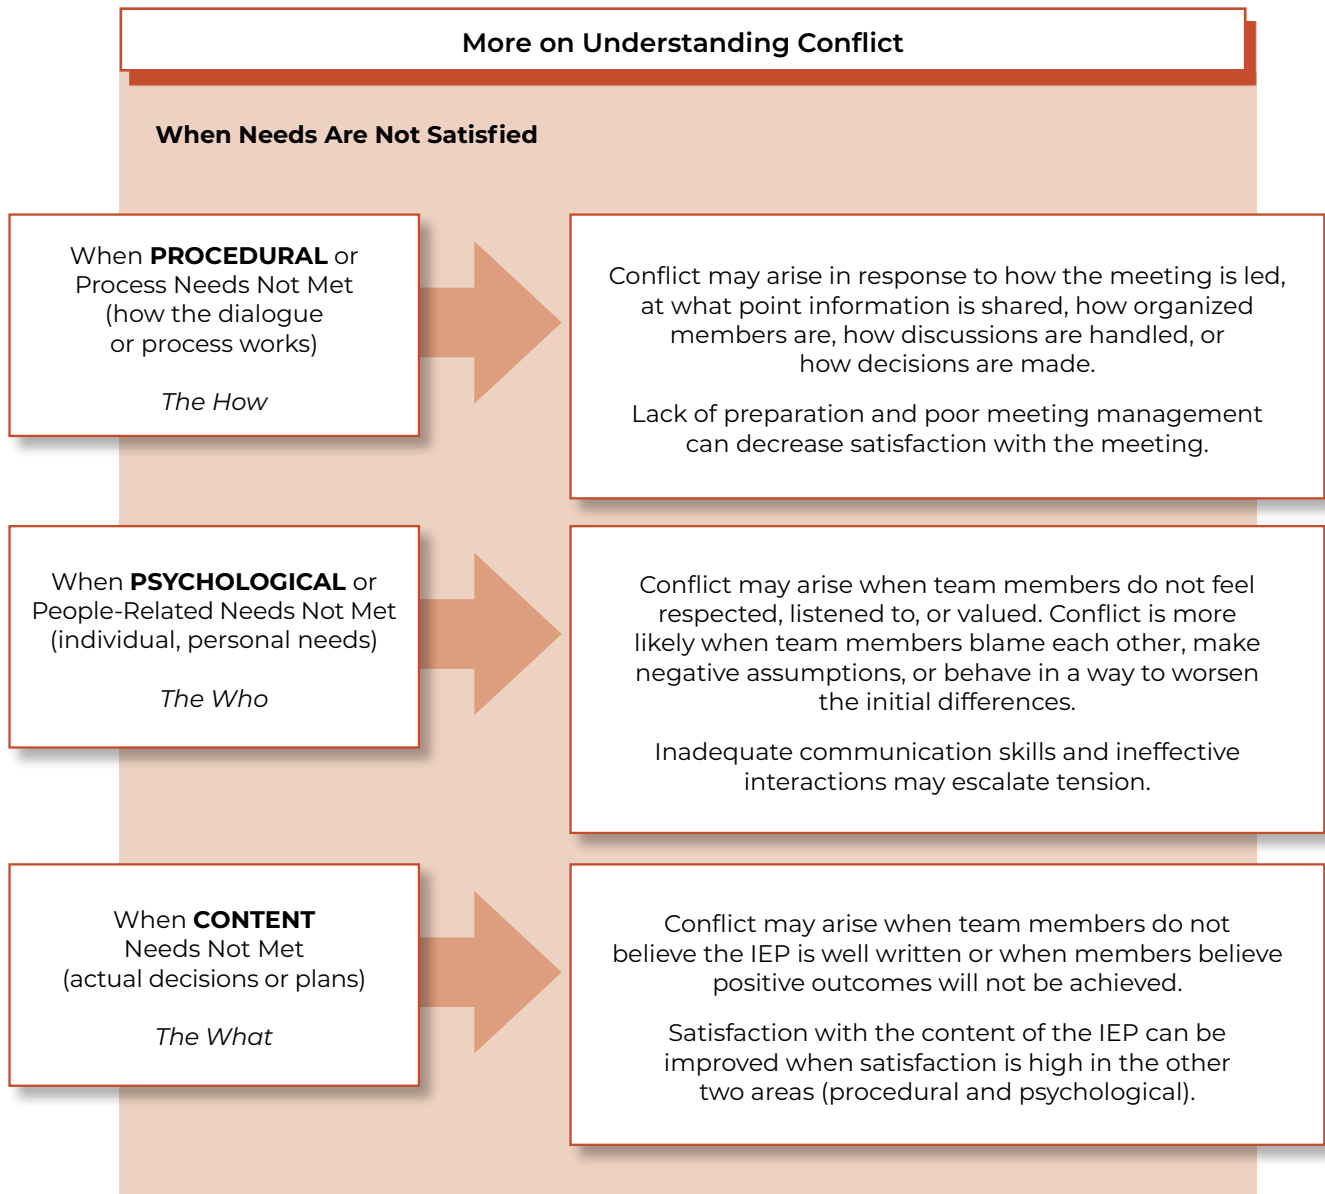 More on Understanding Conflict
When Needs Are Not Satisfied
When PROCEDURAL or
Process Needs Not Met
(how the dialogue
or process works)
The How
Conflict may arise in response to how the meeting is led,
at what point information is shared, how organized
members are, how discussions are handled, or
how decisions are made.
Lack of preparation and poor meeting management
can decrease satisfaction with the meeting.
When PSYCHOLOGICAL or
People-Related Needs Not Met
(individual, personal needs)
The Who
Conflict may arise when team members do not feel
respected, listened to, or valued. Conflict is more
likely when team members blame each other, make
negative assumptions, or behave in a way to worsen
the initial differences.
Inadequate communication skills and ineffective
interactions may escalate tension.
When CONTENT
Needs Not Met
(actual decisions or plans)
The What
Conflict may arise when team members do not
believe the IEP is well written or when members believe
positive outcomes will not be achieved.
Satisfaction with the content of the IEP can be
improved when satisfaction is high in the other
two areas (procedural and psychological).